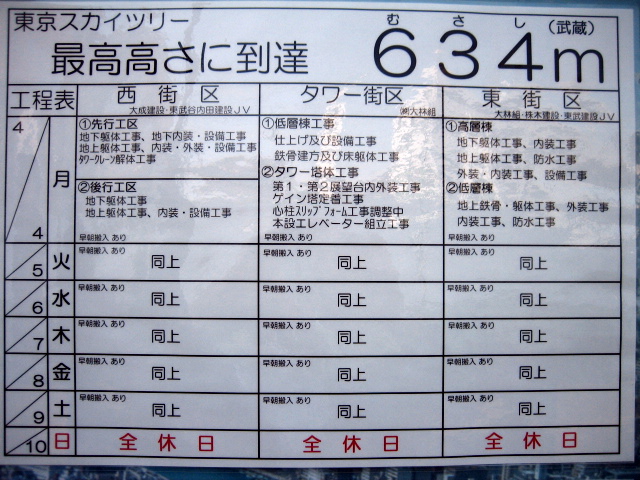 東京スカイツリー
最高高さに到達
むさし
634m
(武蔵)
工程表
西街区
大成建設・東武谷内田建設JV
タワー街区
㈱大林組
東街区
大林組・株木建設・東武建設JV
4
月
4
①先行工区
地下躯体工事、地下内装・設備工事
地上躯体工事、内装・外装・設備工事
タワークレーン解体工事
②後行工区
地下躯体工事
地上躯体工事、内装・設備工事
早朝搬入あり
①低層棟工事
仕上げ及び設備工事
鉄骨建方及び床躯体工事
②タワー塔体工事
第1・第2展望台内外装工事
ゲイン塔定着工事
心柱スリップフォーム工事調整中
本設エレベーター組立工事
早朝搬入あり
①高層棟
地下躯体工事、内装工事
地上躯体工事、防水工事
外装・内装工事、設備工事
②低層棟
地上鉄骨・躯体工事、外装工事
内装工事、防水工事
早朝搬入あり
5 火 早朝搬入あり 同上 早朝搬入あり 同上 早朝搬入あり 同上
6 水 早朝搬入あり 同上 早朝搬入あり 同上 早朝搬入あり 同上
7 木 早朝搬入あり 同上 早朝搬入あり 同上 早朝搬入あり 同上
8 金 早朝搬入あり 同上 早朝搬入あり 同上 早朝搬入あり 同上
9 土 早朝搬入あり 同上 早朝搬入あり 同上 早朝搬入あり 同上
10 日 全休日 全休日 全休日